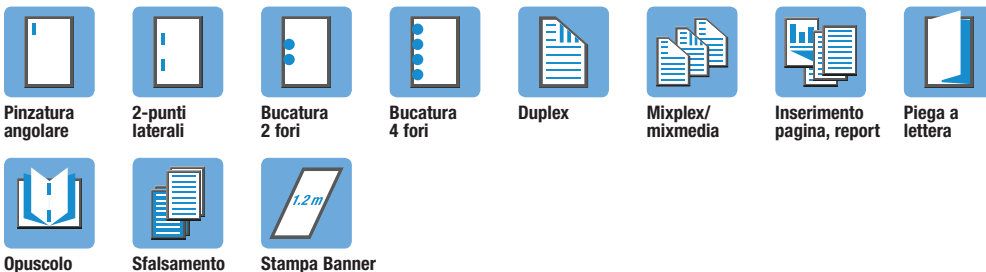 Pinzatura
angolare
2-punti
laterali
Bucatura
2 fori
Bucatura
4 fori
Duplex
Mixplex/
mixmedia
Inserimento
pagina, report
Piega a
lettera
1.2 m
Opuscolo
Sfalsamento
Stampa Banner